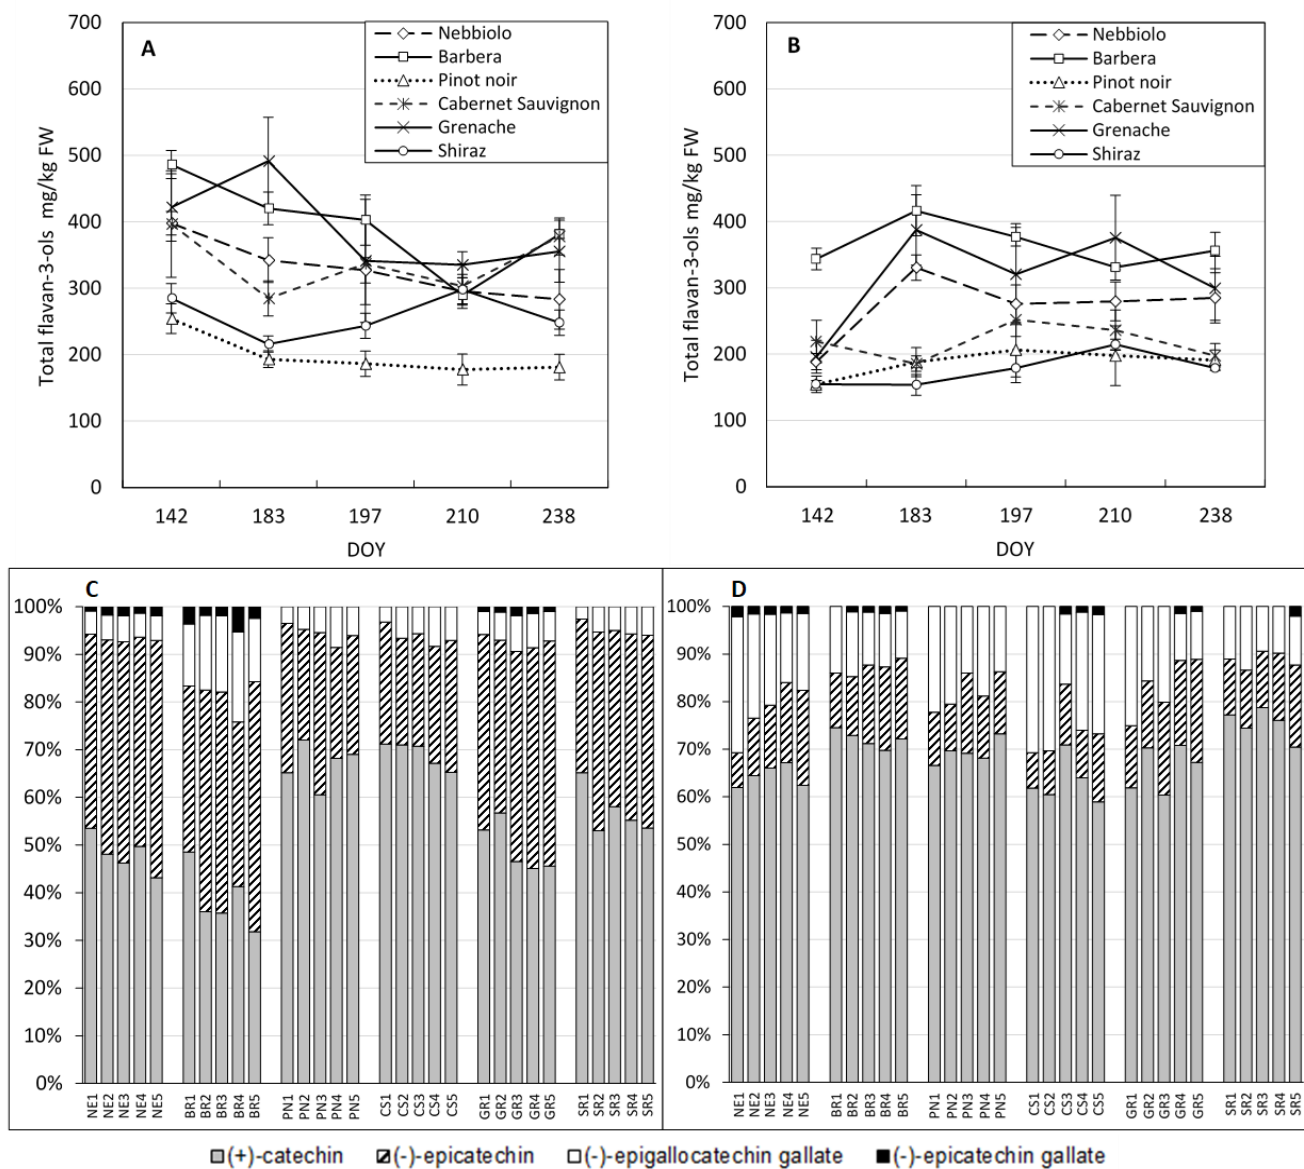 A
Total flavan-3-ols mg/kg FW
700
600
500
400
300
200
100
0
Nebbiolo
Barbera
Pinot noir
Cabernet Sauvignon
Grenache
Shiraz
142 183 197 210 238
DOY
B
Total flavan-3-ols mg/kg FW
700
600
500
400
300
200
100
0
Nebbiolo
Barbera
Pinot noir
Cabernet Sauvignon
Grenache
Shiraz
142 183 197 210 238
DOY
C
100%
90%
80%
70%
60%
50%
40%
30%
20%
10%
0%
NE1 NE2 NE3 NE4 NE5 BR1 BR2 BR3 BR4 BR5 PN1 PN2 PN3 PN4 PN5 CS1 CS2 CS3 CS4 CS5 GR1 GR2 GR3 GR4 GR5 SR1 SR2 SR3 SR4 SR5
D
100%
90%
80%
70%
60%
50%
40%
30%
20%
10%
0%
NE1 NE2 NE3 NE4 NE5 BR1 BR2 BR3 BR4 BR5 PN1 PN2 PN3 PN4 PN5 CS1 CS2 CS3 CS4 CS5 GR1 GR2 GR3 GR4 GR5 SR1 SR2 SR3 SR4 SR5
(+)-catechin (-)-epicatechin (-)-epigallocatechin gallate (-)-epicatechin gallate